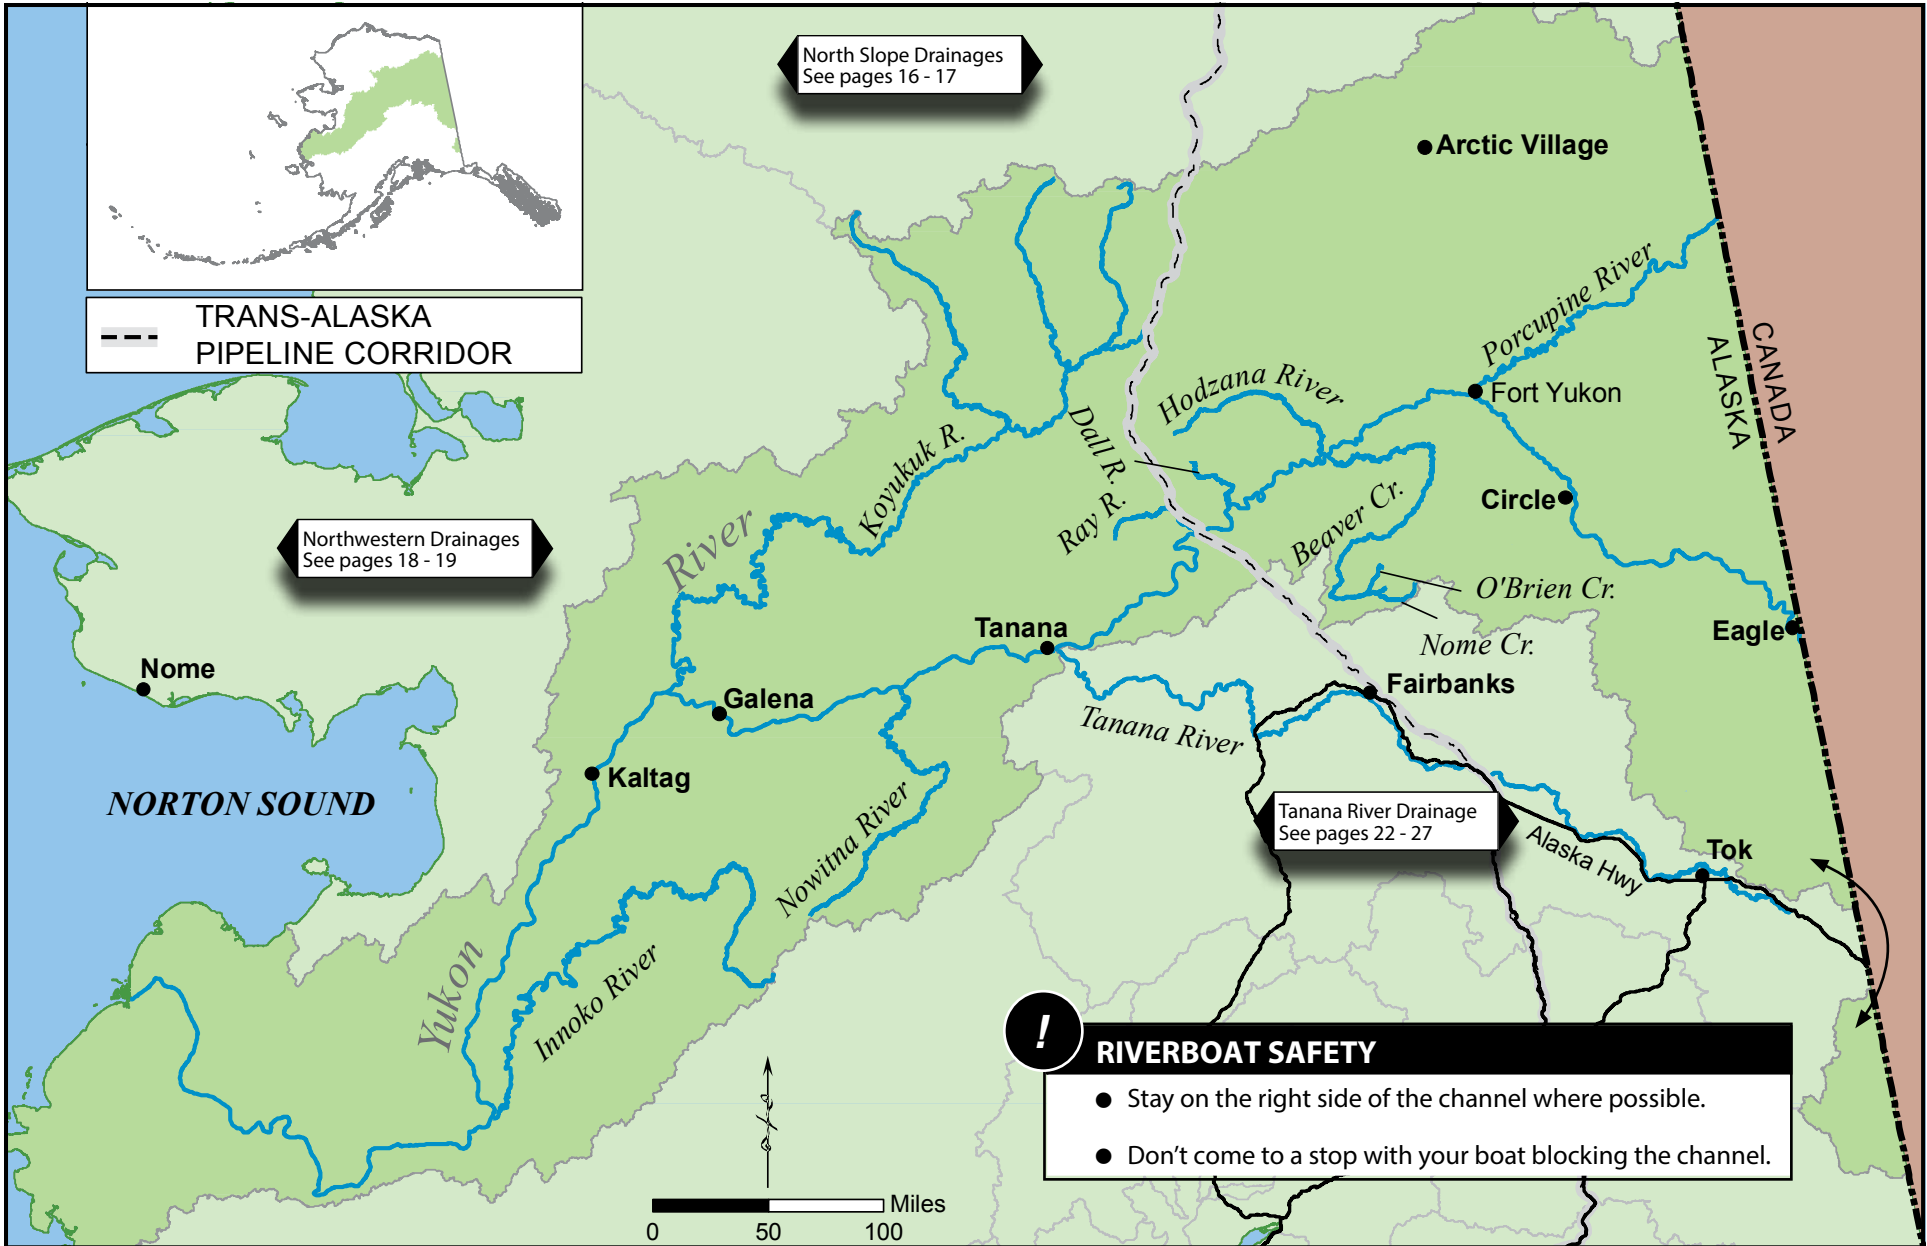 North Slope Drainages
See pages 16 - 17
Arctic Village
TRANS-ALASKA
PIPELINE CORRIDOR
Porcupine River
CANADA
ALASKA
Hodzana River
Fort Yukon
Dall R.
Koyukuk R.
Ray R.
Beaver Cr.
Circle
River
Northwestern Drainages
See pages 18 - 19
O'Brien Cr.
Tanana
Eagle
Nome Cr.
Nome
Galena
Fairbanks
Tanana River
Kaltag
NORTON SOUND
Nowitna River
Tanana River Drainage
See pages 22 - 27
Alaska Hwy
Tok
Yukon
Innoko River
!
RIVERBOAT SAFETY
● Stay on the right side of the channel where possible.
● Don’t come to a stop with your boat blocking the channel.
Miles
0 50 100